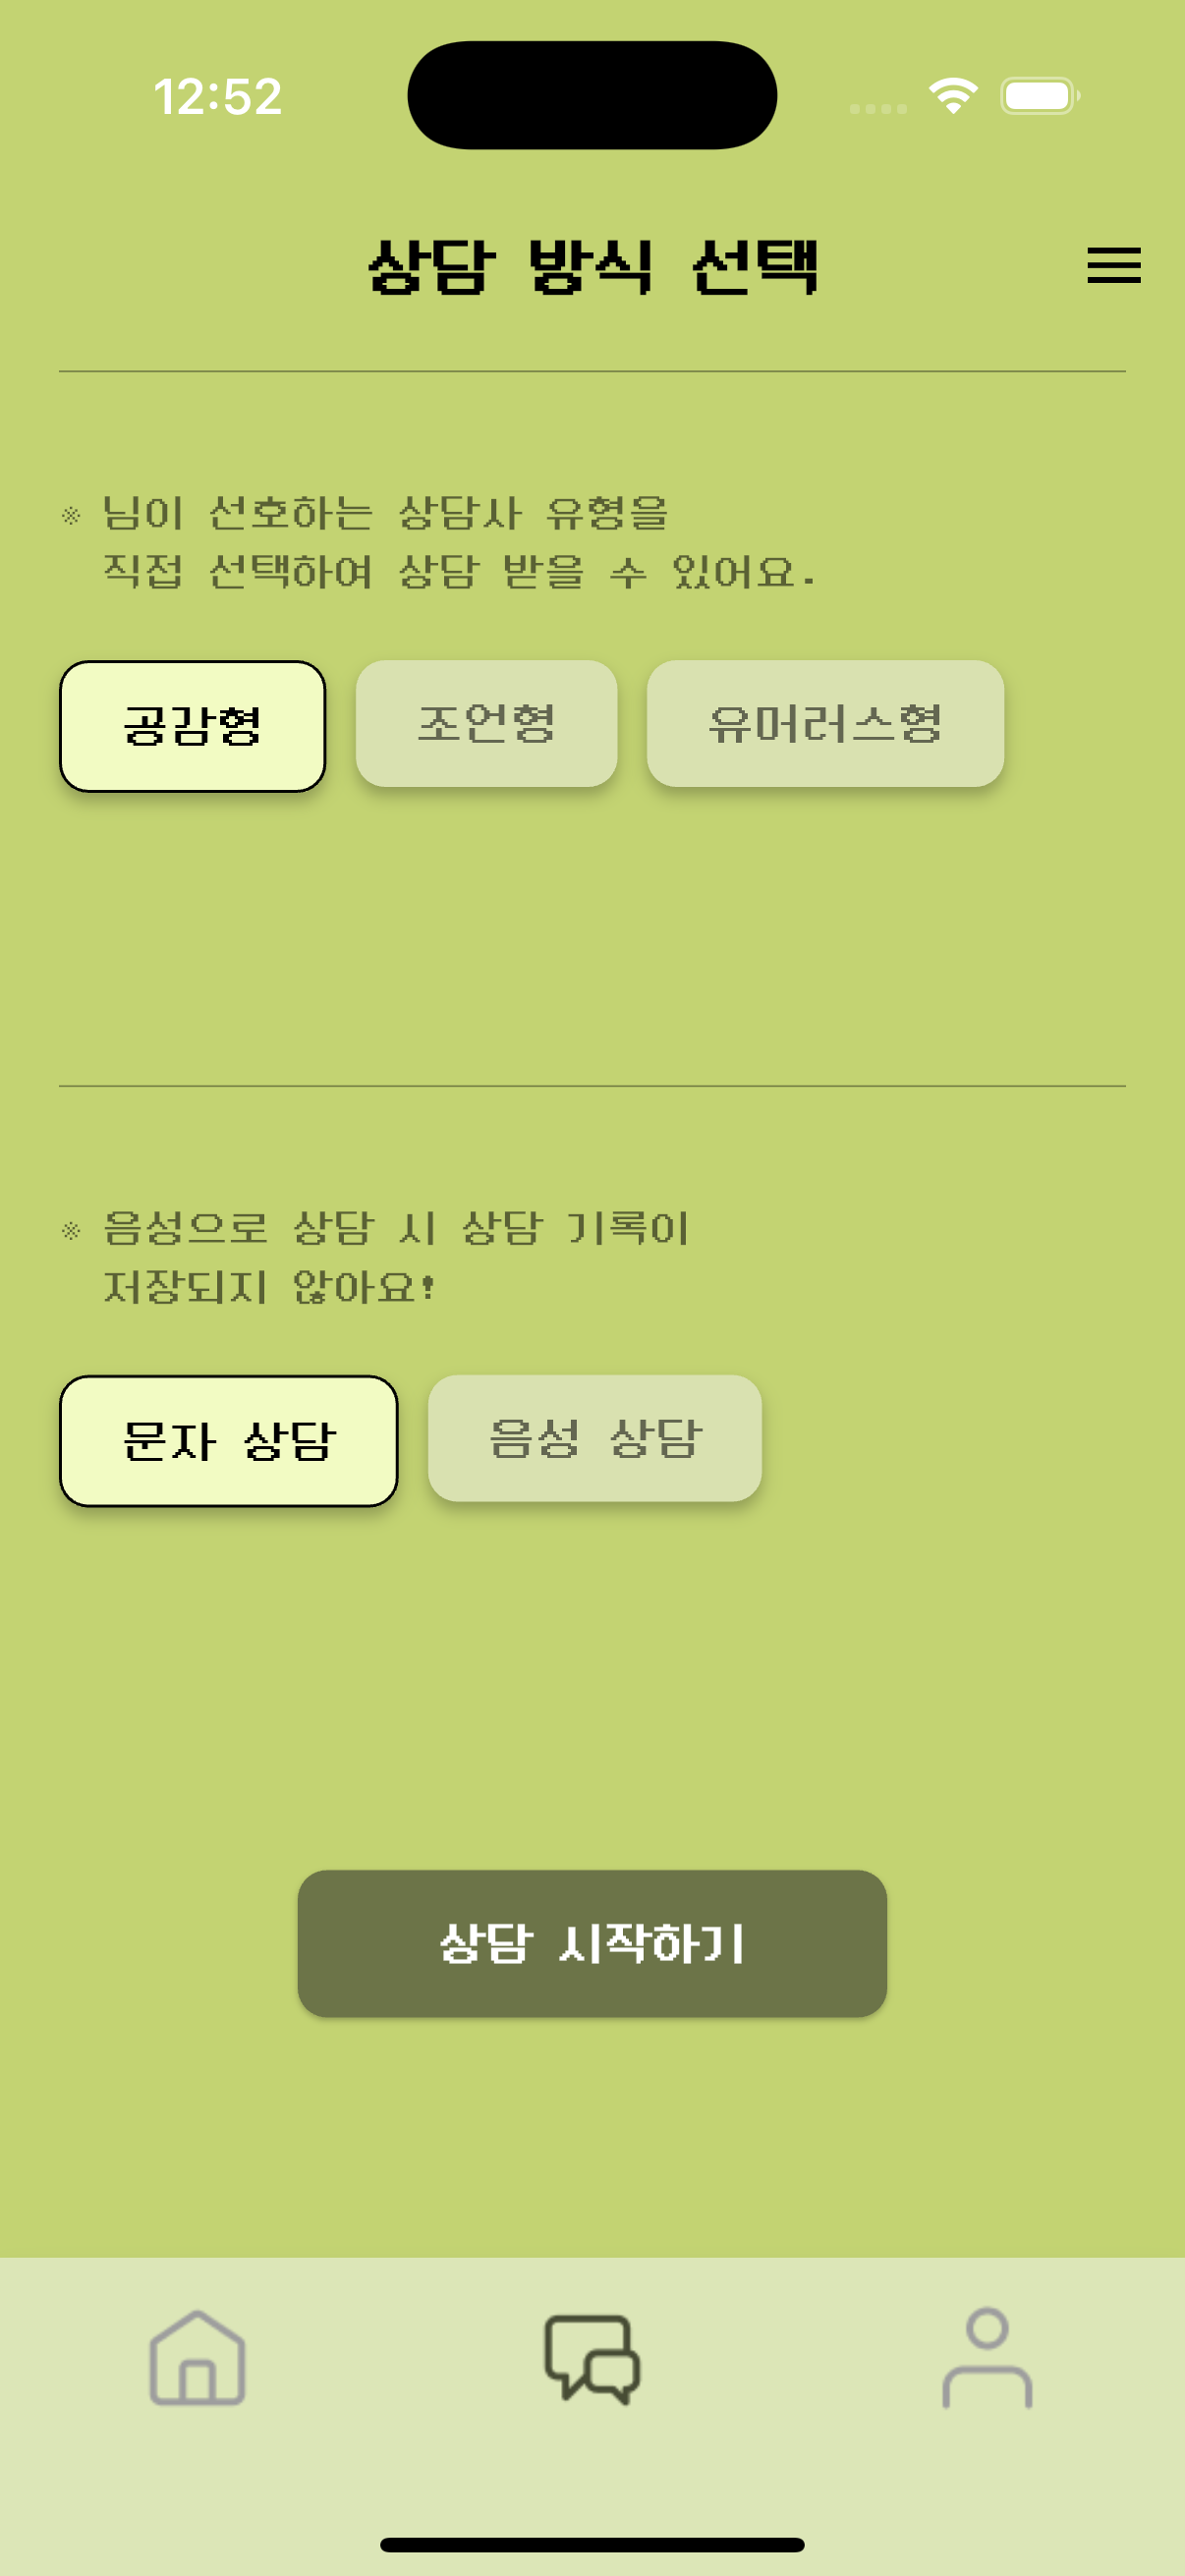 12:52
상담 방식 선택
※ 님이 선호하는 상담사 유형을
직접 선택하여 상담 받을 수 있어요.
공감형 조언형 유머러스형
※ 음성으로 상담 시 상담 기록이
저장되지 않아요!
문자 상담 음성 상담
상담 시작하기